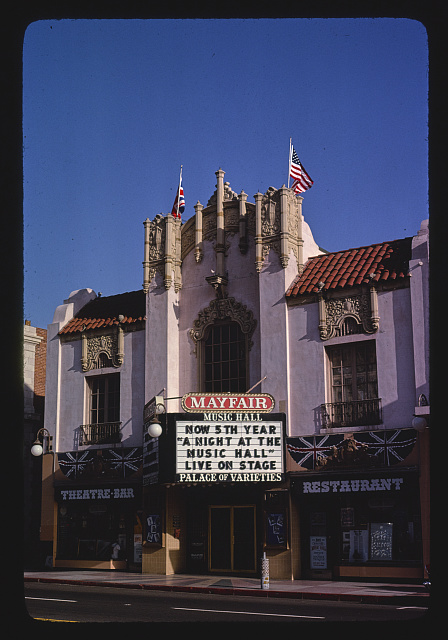 MAYFAIR
MUSIC HALL
NOW 5TH YEAR
"A NIGHT AT THE
MUSIC HALL"
LIVE ON STAGE
PALACE OF VARIETIES
THEATRE-BAR
RESTAURANT